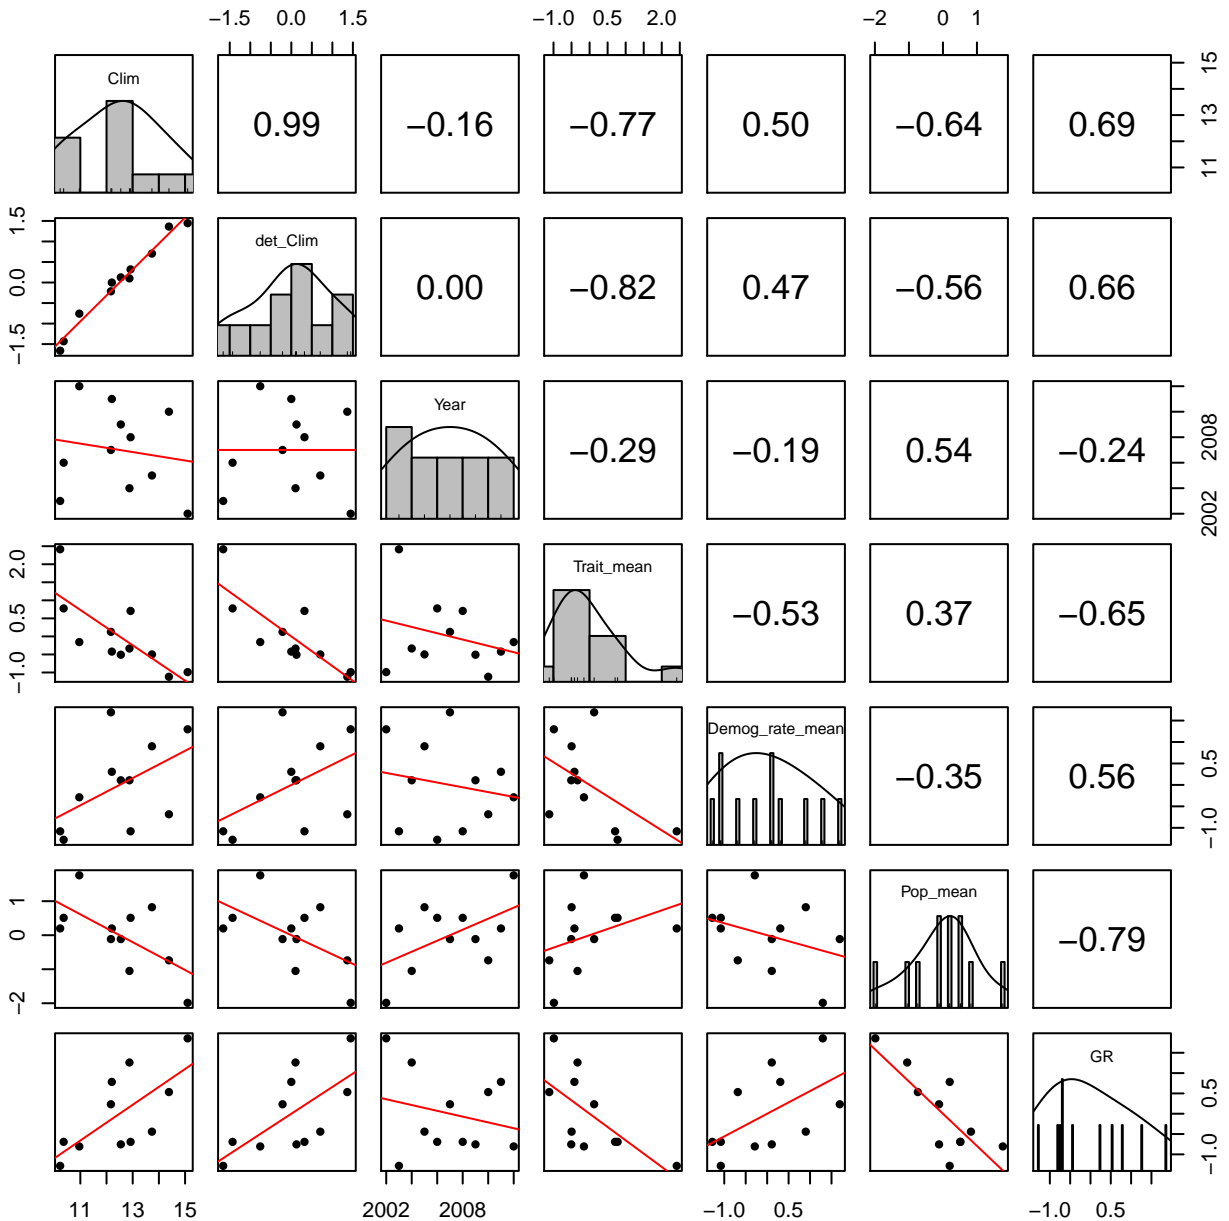 −1.5 0.0 1.5 −1.0 0.5 2.0 −2 0 1
Clim
0.99 −0.16 −0.77 0.50 −0.64 0.69
11 13 15
det_Clim
0.00 −0.82 0.47 −0.56 0.66
−1.5 0.0 1.5
Year
−0.29 −0.19 0.54 −0.24
2002 2008
Trait_mean
−0.53 0.37 −0.65
−1.0 0.5 2.0
Demog_rate_mean
−0.35 0.56
−1.0 0.5
Pop_mean
−0.79
−2 0 1
GR
−1.0 0.5
11 13 15 2002 2008 −1.0 0.5 −1.0 0.5